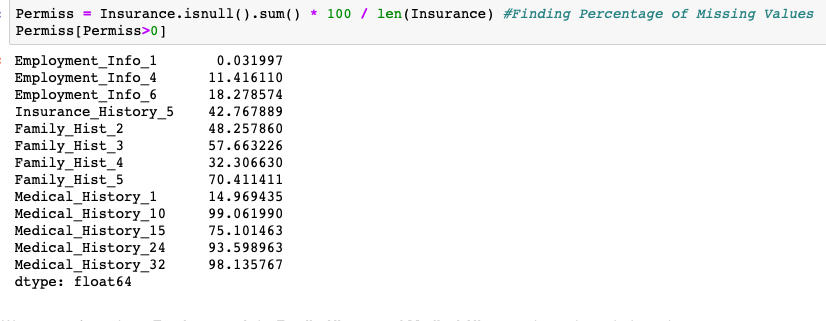 Permiss = Insurance.isnull().sum() * 100 / len(Insurance) #Finding Percentage of Missing Values
Permiss[Permiss>0]
Employment_Info_1 0.031997
Employment_Info_4 11.416110
Employment_Info_6 18.278574
Insurance_History_5 42.767889
Family_Hist_2 48.257860
Family_Hist_3 57.663226
Family_Hist_4 32.306630
Family_Hist_5 70.411411
Medical_History_1 14.969435
Medical_History_10 99.061990
Medical_History_15 75.101463
Medical_History_24 93.598963
Medical_History_32 98.135767
dtype: float64